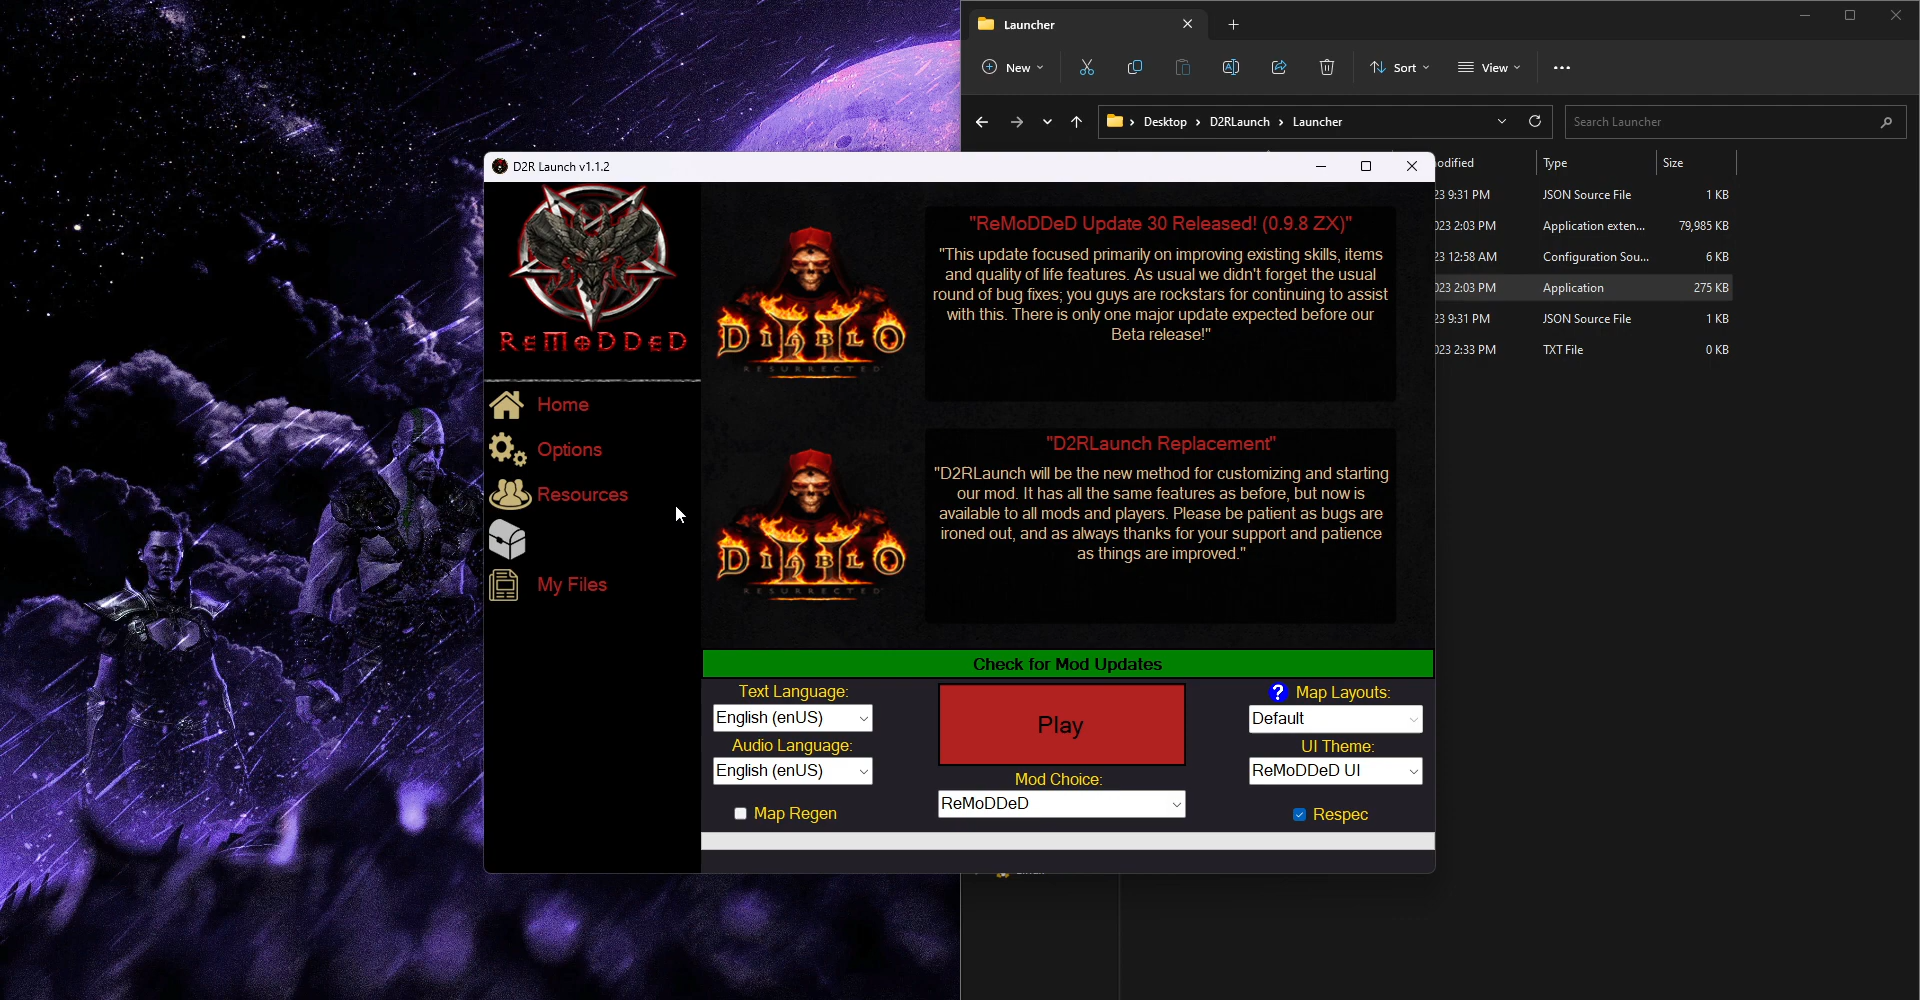 Launcher
New
Sort
View
Desktop
D2RLaunch
Launcher
Search Launcher
odified
Type
Size
23 9:31 PM
JSON Source File
1 KB
023 2:03 PM
Application exten...
79,985 KB
23 12:58 AM
Configuration Sou...
6 KB
023 2:03 PM
Application
275 KB
23 9:31 PM
JSON Source File
1 KB
023 2:33 PM
TXT File
0 KB
D2R Launch v1.1.2
ReMoDDeD
Home
Options
Resources
My Files
DIABLO
II
RESURRECTED
"ReMoDDeD Update 30 Released! (0.9.8 ZX)"
"This update focused primarily on improving existing skills, items
and quality of life features. As usual we didn't forget the usual
round of bug fixes; you guys are rockstars for continuing to assist
with this. There is only one major update expected before our
Beta release!"
DIABLO
II
RESURRECTED
"D2RLaunch Replacement"
"D2RLaunch will be the new method for customizing and starting
our mod. It has all the same features as before, but now is
available to all mods and players. Please be patient as bugs are
ironed out, and as always thanks for your support and patience
as things are improved."
Check for Mod Updates
Text Language:
English (enUS)
Audio Language:
English (enUS)
Map Regen
Play
Mod Choice:
ReMoDDeD
? Map Layouts:
Default
UI Theme:
ReMoDDeD UI
Respec